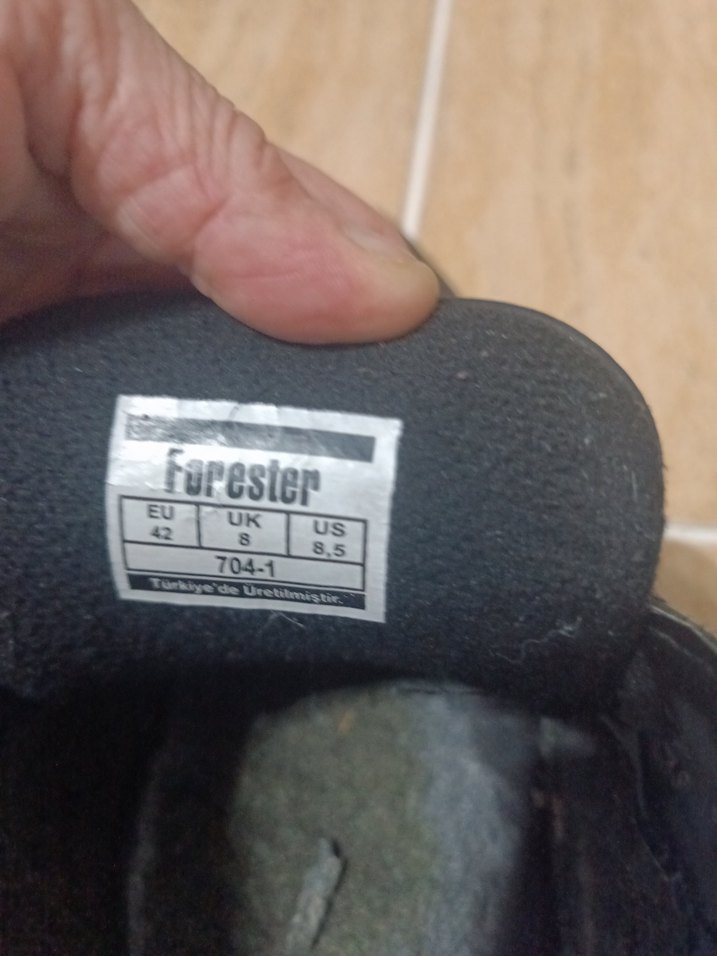 Forester
EU UK US
42 8 8,5
704-1
Türkiye'de Üretilmiştir.